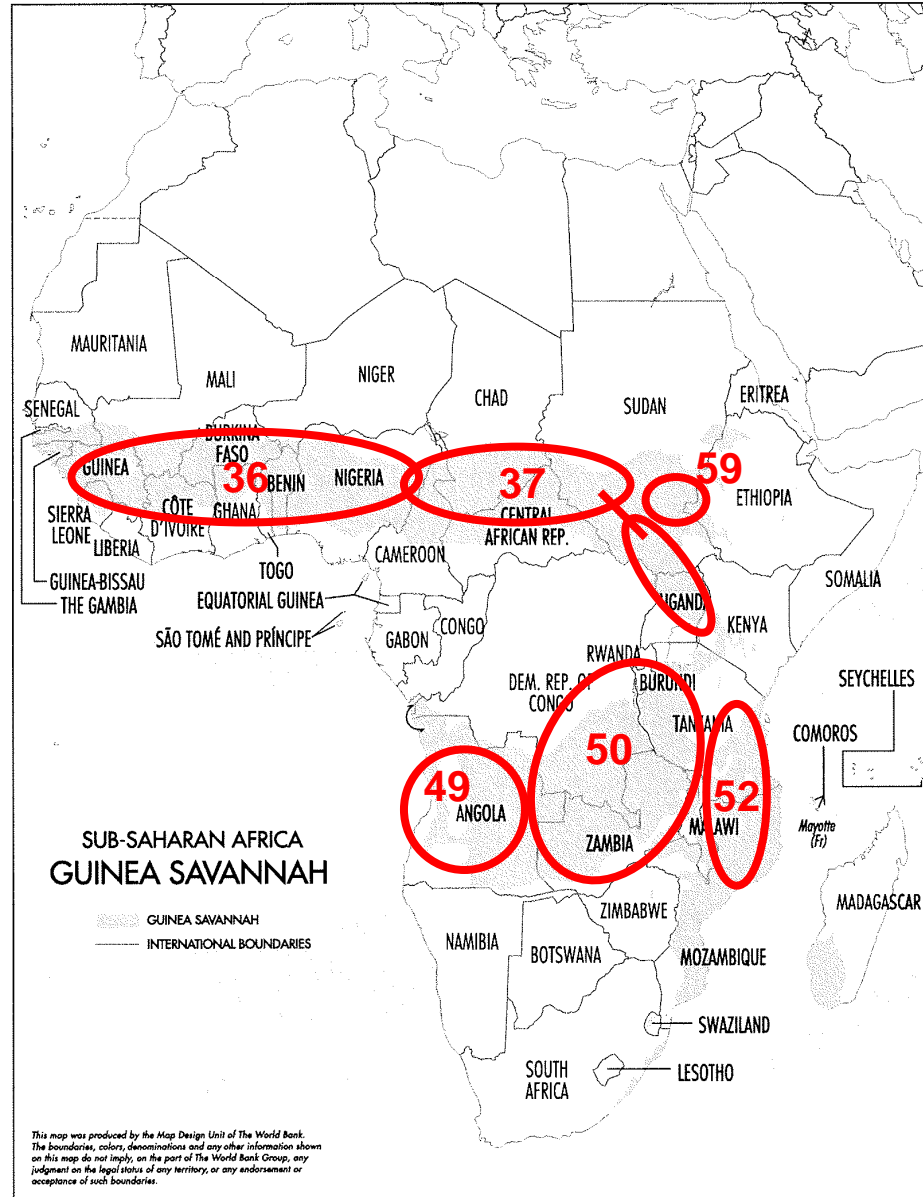 MAURITANIA
MALI
NIGER
CHAD
SUDAN
ERITREA
SENEGAL
BURKINA
FASO
GUINEA
36
BENIN
NIGERIA
37
59
ETHIOPIA
SIERRA
LEONE
CÔTE
D'IVOIRE
GHANA
CENTRAL
AFRICAN REP.
LIBERIA
CAMEROON
TOGO
GUINEA-BISSAU
THE GAMBIA
EQUATORIAL GUINEA
UGANDA
SOMALIA
SÃO TOMÉ AND PRÍNCIPE
GABON
CONGO
KENYA
RWANDA
DEM. REP. OF
CONGO
BURUNDI
SEYCHELLES
TANZANIA
COMOROS
50
49
52
ANGOLA
MALAWI
Mayotte
(Fr)
ZAMBIA
SUB-SAHARAN AFRICA
GUINEA SAVANNAH
GUINEA SAVANNAH
INTERNATIONAL BOUNDARIES
ZIMBABWE
MADAGASCAR
NAMIBIA
BOTSWANA
MOZAMBIQUE
SWAZILAND
SOUTH
AFRICA
LESOTHO
This map was produced by the Map Design Unit of The World Bank.
The boundaries, colors, denominations and any other information shown
on this map do not imply, on the part of The World Bank Group, any
judgment on the legal status of any territory, or any endorsement or
acceptance of such boundaries.